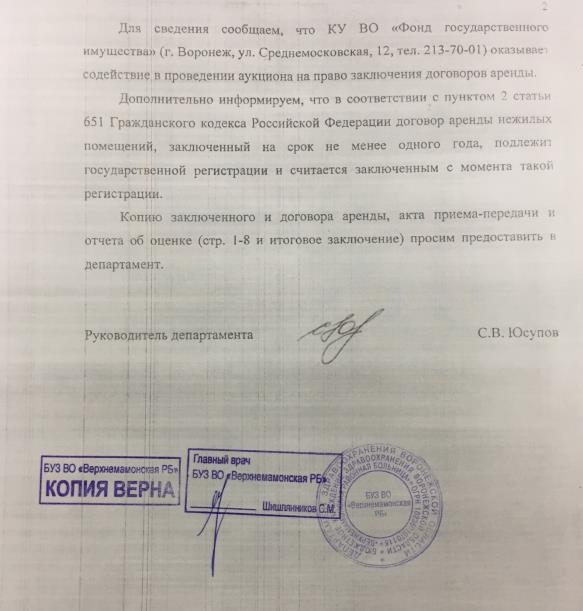 2
Для сведения сообщаем, что КУ ВО «Фонд государственного
имущества» (г. Воронеж, ул. Среднемосковская, 12, тел. 213-70-01) оказывает
содействие в проведении аукциона на право заключения договоров аренды.
Дополнительно информируем, что в соответствии с пунктом 2 статьи
651 Гражданского кодекса Российской Федерации договор аренды нежилых
помещений, заключенный на срок не менее одного года, подлежит
государственной регистрации и считается заключенным с момента такой
регистрации.
Копию заключенного и договора аренды, акта приема-передачи и
отчета об оценке (стр. 1-8 и итоговое заключение) просим предоставить в
департамент.
Руководитель департамента С.В. Юсупов
БУЗ ВО «Верхнемамонская РБ»
КОПИЯ ВЕРНА
Главный врач
БУЗ ВО «Верхнемамонская РБ»
Шишлянников С.М.
ДЕПАРТАМЕНТ ЗДРАВООХРАНЕНИЯ ВОРОНЕЖСКОЙ ОБЛАСТИ
БУЗ ВО
«Верхнемамонская
РБ»